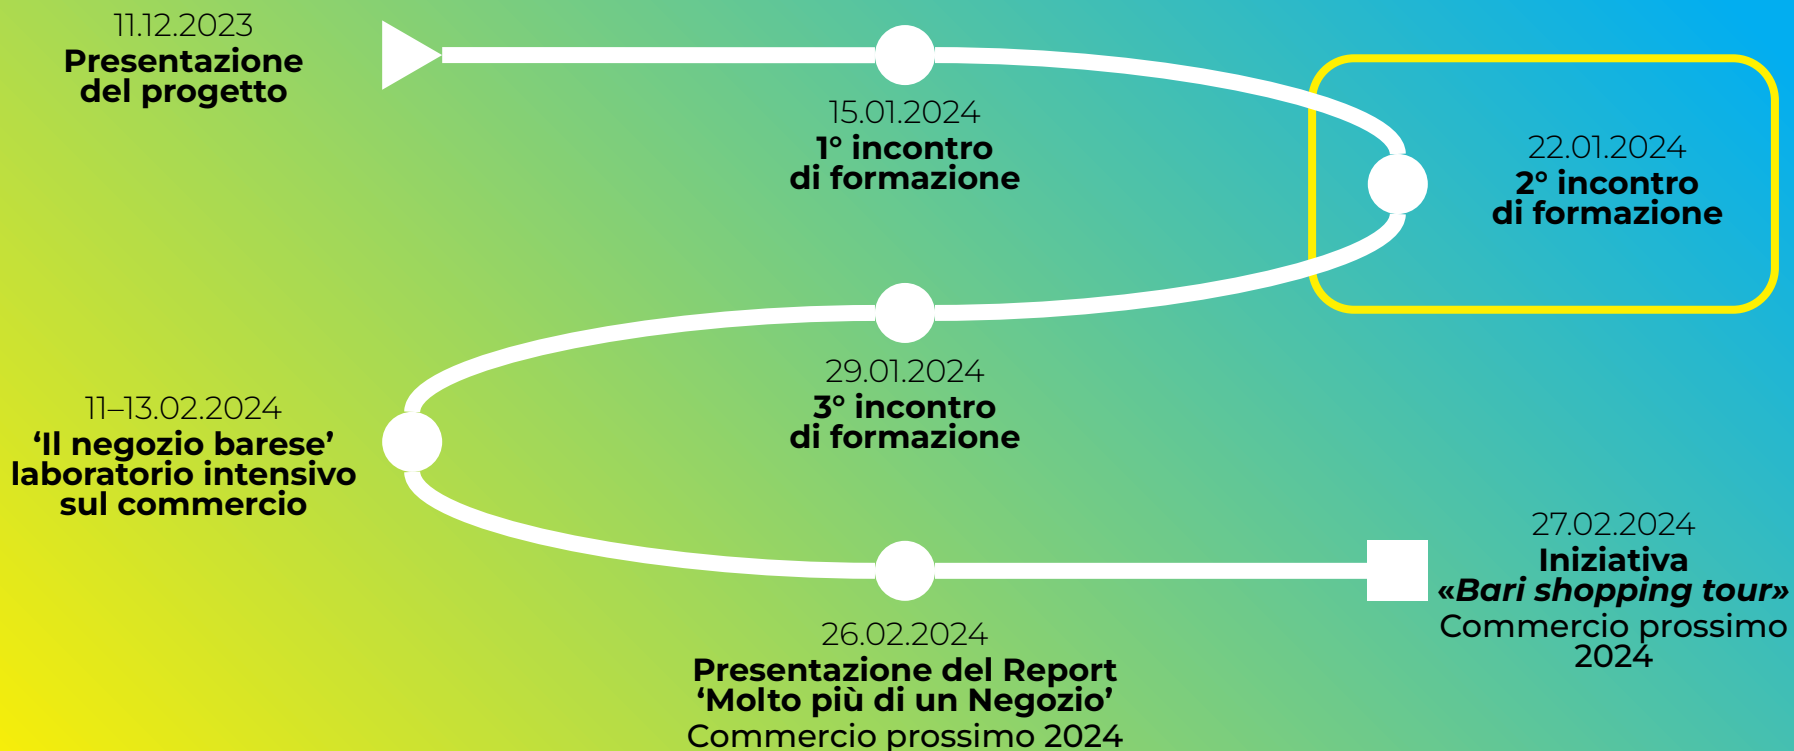 11.12.2023
Presentazione
del progetto
15.01.2024
1° incontro
di formazione
22.01.2024
2° incontro
di formazione
29.01.2024
3° incontro
di formazione
11–13.02.2024
‘Il negozio barese’
laboratorio intensivo
sul commercio
26.02.2024
Presentazione del Report
‘Molto più di un Negozio’
Commercio prossimo 2024
27.02.2024
Iniziativa
«Bari shopping tour»
Commercio prossimo
2024